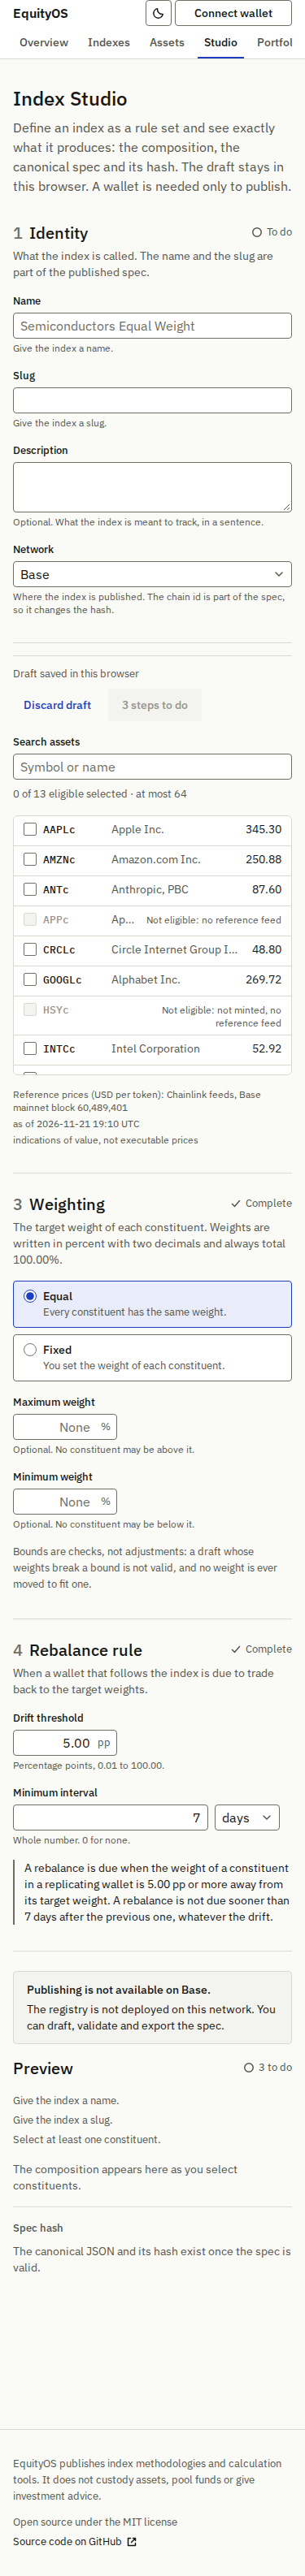 EquityOS
Connect wallet
Overview Indexes Assets Studio Portfol
Index Studio
Define an index as a rule set and see exactly
what it produces: the composition, the
canonical spec and its hash. The draft stays in
this browser. A wallet is needed only to publish.
1 Identity
To do
What the index is called. The name and the slug are
part of the published spec.
Name
Semiconductors Equal Weight
Give the index a name.
Slug
Give the index a slug.
Description
Optional. What the index is meant to track, in a sentence.
Network
Base
Where the index is published. The chain id is part of the spec,
so it changes the hash.
Draft saved in this browser
Discard draft
3 steps to do
Search assets
Symbol or name
0 of 13 eligible selected · at most 64
AAPLc Apple Inc. 345.30
AMZNc Amazon.com Inc. 250.88
ANTc Anthropic, PBC 87.60
APPc Ap... Not eligible: no reference feed
CRCLc Circle Internet Group I... 48.80
GOOGLc Alphabet Inc. 269.72
HSYc Not eligible: not minted, no
reference feed
INTCc Intel Corporation 52.92
Reference prices (USD per token): Chainlink feeds, Base
mainnet block 60,489,401
as of 2026-11-21 19:10 UTC
indications of value, not executable prices
3 Weighting
Complete
The target weight of each constituent. Weights are
written in percent with two decimals and always total
100.00%.
Equal
Every constituent has the same weight.
Fixed
You set the weight of each constituent.
Maximum weight
None %
Optional. No constituent may be above it.
Minimum weight
None %
Optional. No constituent may be below it.
Bounds are checks, not adjustments: a draft whose
weights break a bound is not valid, and no weight is ever
moved to fit one.
4 Rebalance rule
Complete
When a wallet that follows the index is due to trade
back to the target weights.
Drift threshold
5.00 pp
Percentage points, 0.01 to 100.00.
Minimum interval
7 days
Whole number. 0 for none.
A rebalance is due when the weight of a constituent
in a replicating wallet is 5.00 pp or more away from
its target weight. A rebalance is not due sooner than
7 days after the previous one, whatever the drift.
Publishing is not available on Base.
The registry is not deployed on this network. You
can draft, validate and export the spec.
Preview
3 to do
Give the index a name.
Give the index a slug.
Select at least one constituent.
The composition appears here as you select
constituents.
Spec hash
The canonical JSON and its hash exist once the spec is
valid.
EquityOS publishes index methodologies and calculation
tools. It does not custody assets, pool funds or give
investment advice.
Open source under the MIT license
Source code on GitHub